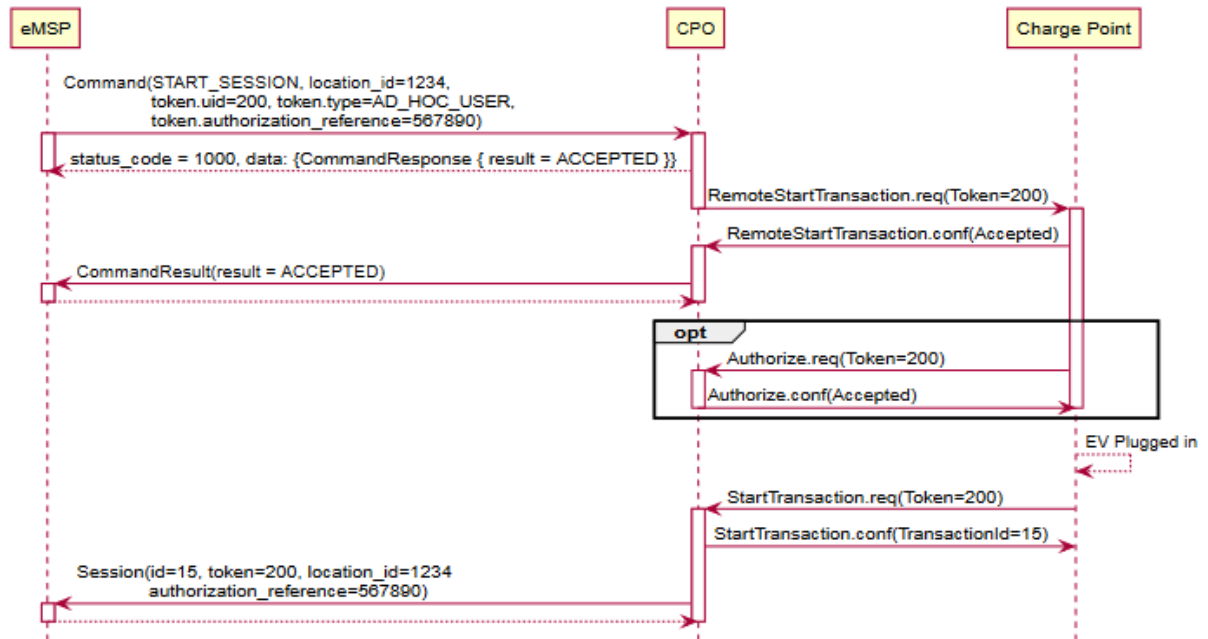 eMSP
CPO
Charge Point
Command(START_SESSION, location_id=1234,
token.uid=200, token.type=AD_HOC_USER,
token.authorization_reference=567890)
status_code = 1000, data: {CommandResponse { result = ACCEPTED }}
RemoteStartTransaction.req(Token=200)
RemoteStartTransaction.conf(Accepted)
CommandResult(result = ACCEPTED)
opt
Authorize.req(Token=200)
Authorize.conf(Accepted)
EV Plugged in
StartTransaction.req(Token=200)
StartTransaction.conf(TransactionId=15)
Session(id=15, token=200, location_id=1234
authorization_reference=567890)